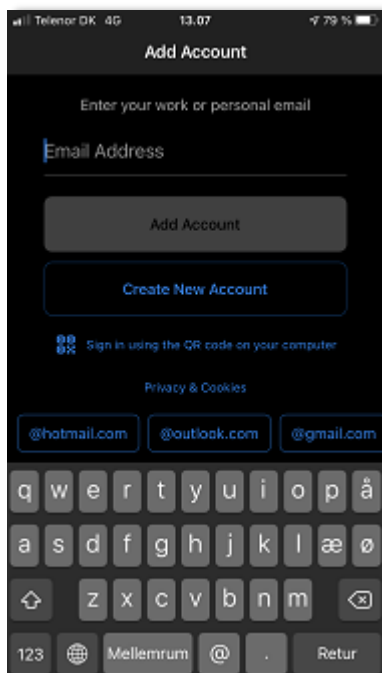 Telenor DK 4G 13.07 79 %
Add Account
Enter your work or personal email
Email Address
Add Account
Create New Account
Sign in using the QR code on your computer
Privacy & Cookies
@hotmail.com @outlook.com @gmail.com
q w e r t y u i o p å
a s d f g h j k l æ ø
z x c v b n m
123 Mellemrum @ . Retur